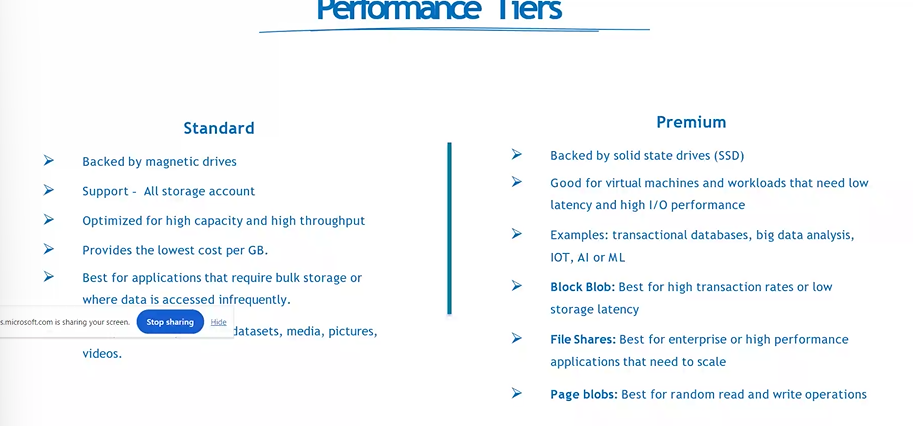 Performance Tiers
Standard
Backed by magnetic drives
Support - All storage account
Optimized for high capacity and high throughput
Provides the lowest cost per GB.
Best for applications that require bulk storage or
where data is accessed infrequently.
s.microsoft.com is sharing your screen. Stop sharing Hide
datasets, media, pictures,
videos.
Premium
Backed by solid state drives (SSD)
Good for virtual machines and workloads that need low
latency and high I/O performance
Examples: transactional databases, big data analysis,
IOT, AI or ML
Block Blob: Best for high transaction rates or low
storage latency
File Shares: Best for enterprise or high performance
applications that need to scale
Page blobs: Best for random read and write operations